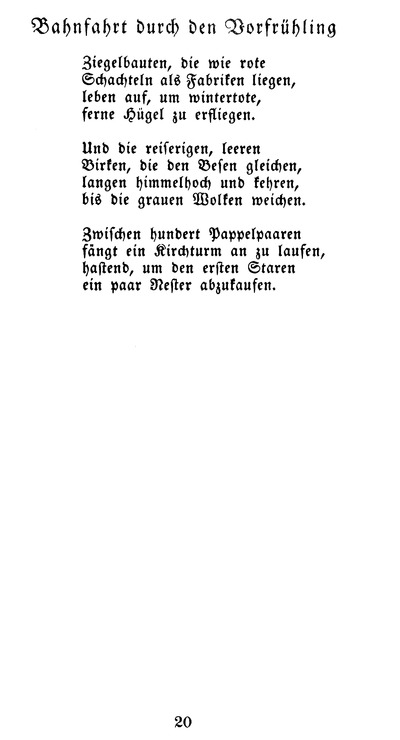 Bahnfahrt durch den Vorfrühling
Ziegelbauten, die wie rote
Schachteln als Fabriken liegen,
leben auf, um wintertote,
ferne Hügel zu erfliegen.
Und die reiserigen, leeren
Birken, die den Besen gleichen,
langen himmelhoch und kehren,
bis die grauen Wolken weichen.
Zwischen hundert Pappelpaaren
fängt ein Kirchturm an zu laufen,
hastend, um den ersten Staren
ein paar Nester abzukaufen.
20